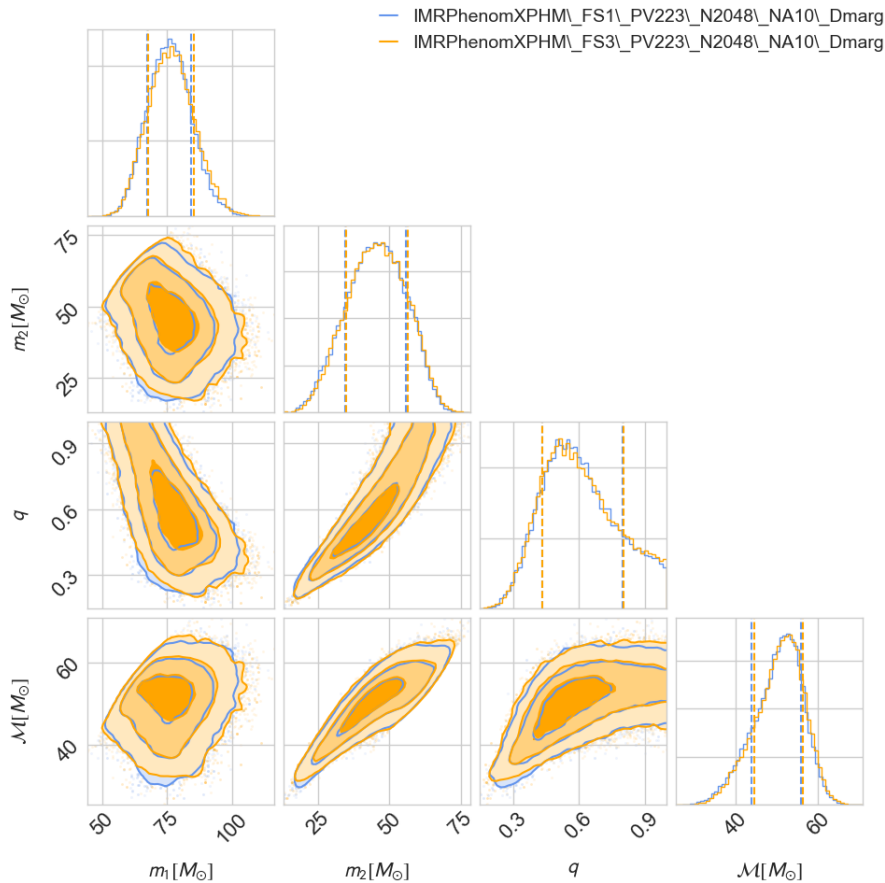 IMRPhenomXPHM\_FS1\_PV223\_N2048\_NA10\_Dmarg
IMRPhenomXPHM\_FS3\_PV223\_N2048\_NA10\_Dmarg
75
50
25
m₂[M⊙]
0.9
0.6
0.3
q
60
40
ℳ[M⊙]
50 75 100 25 50 75 0.3 0.6 0.9 40 60
m₁[M⊙] m₂[M⊙] q ℳ[M⊙]